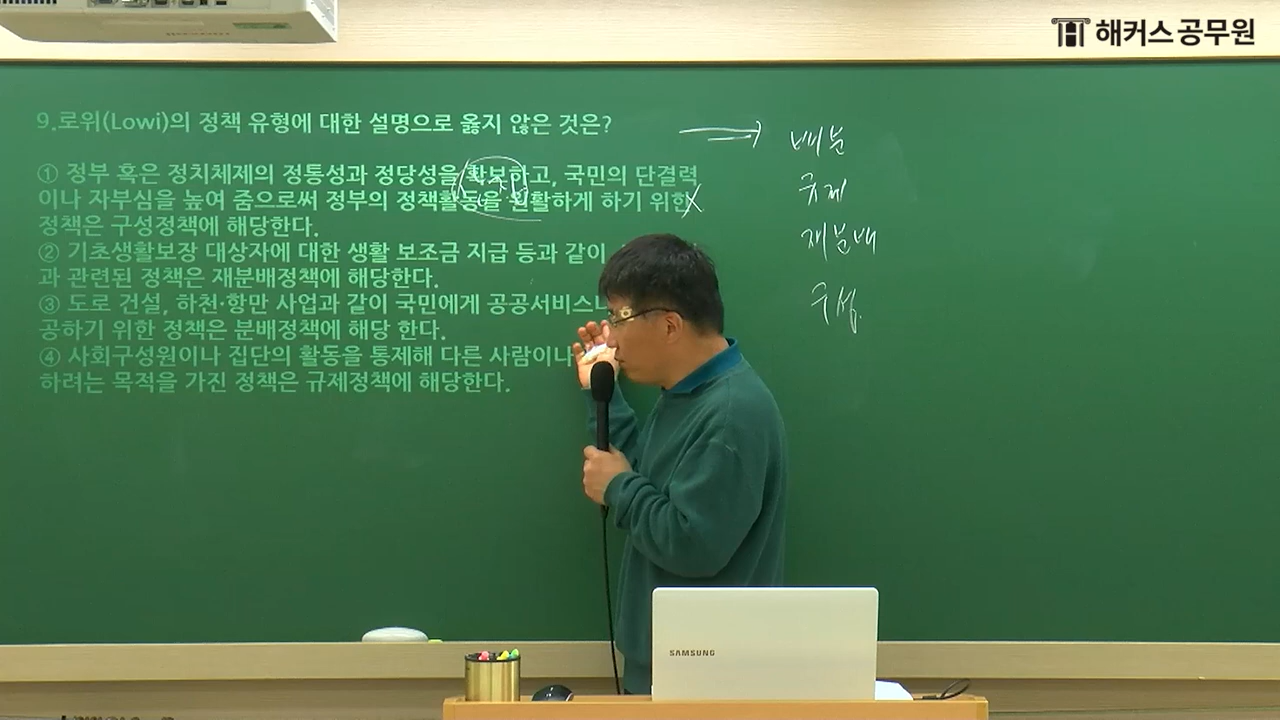 해커스공무원
9.로위(Lowi)의 정책 유형에 대한 설명으로 옳지 않은 것은?
① 정부 혹은 정치체제의 정통성과 정당성을 확보하고, 국민의 단결력
이나 자부심을 높여 줌으로써 정부의 정책활동을 원활하게 하기 위한
정책은 구성정책에 해당한다.
② 기초생활보장 대상자에 대한 생활 보조금 지급 등과 같이
과 관련된 정책은 재분배정책에 해당한다.
③ 도로 건설, 하천·항만 사업과 같이 국민에게 공공서비스
공하기 위한 정책은 분배정책에 해당 한다.
④ 사회구성원이나 집단의 활동을 통제해 다른 사람이나
하려는 목적을 가진 정책은 규제정책에 해당한다.
배분
규제
재분배
구성.
SAMSUNG